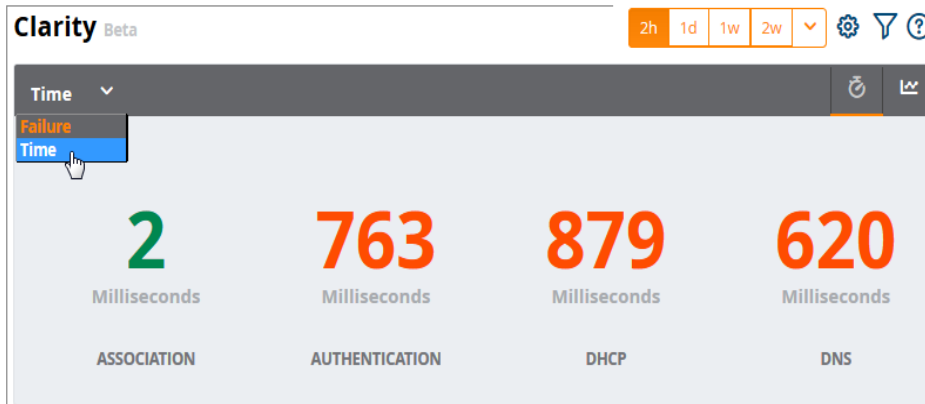 Clarity Beta
2h 1d 1w 2w
Time
Failure
Time
2 763 879 620
Milliseconds Milliseconds Milliseconds Milliseconds
ASSOCIATION AUTHENTICATION DHCP DNS